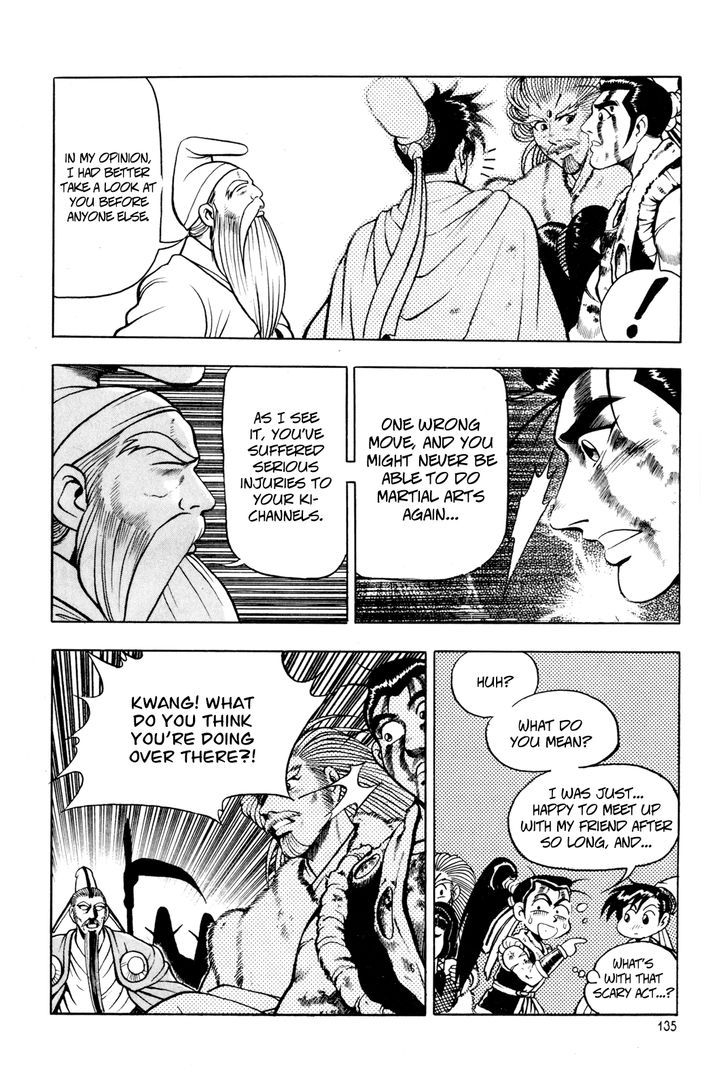 IN MY OPINION,
I HAD BETTER
TAKE A LOOK AT
YOU BEFORE
ANYONE ELSE.
!
AS I SEE
IT, YOU'VE
SUFFERED
SERIOUS
INJURIES TO
YOUR KI-
CHANNELS.
ONE WRONG
MOVE, AND YOU
MIGHT NEVER BE
ABLE TO DO
MARTIAL ARTS
AGAIN...
KWANG! WHAT
DO YOU THINK
YOU'RE DOING
OVER THERE?!
HUH?
WHAT DO
YOU MEAN?
I WAS JUST...
HAPPY TO MEET UP
WITH MY FRIEND AFTER
SO LONG, AND...
WHAT'S
WITH THAT
SCARY ACT...?
135